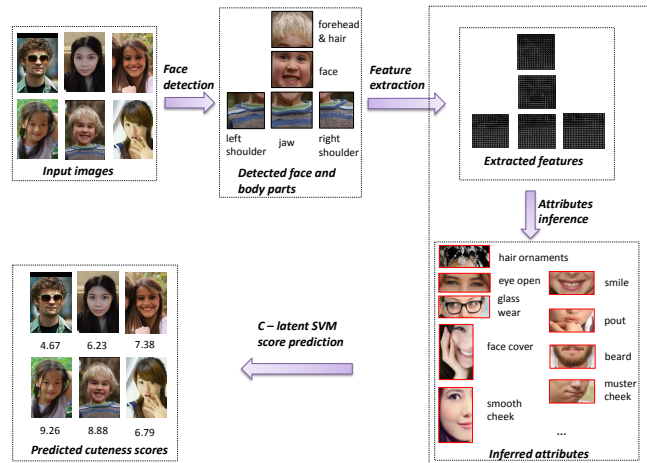 forehead
& hair
face
left
shoulder
jaw
right
shoulder
Face
detection
Feature
extraction
Input images
Detected face and
body parts
Extracted features
Attributes
inference
hair ornaments
eye open
smile
glass
wear
pout
face cover
beard
muster
cheek
smooth
cheek
...
Inferred attributes
C – latent SVM
score prediction
4.67 6.23 7.38
9.26 8.88 6.79
Predicted cuteness scores